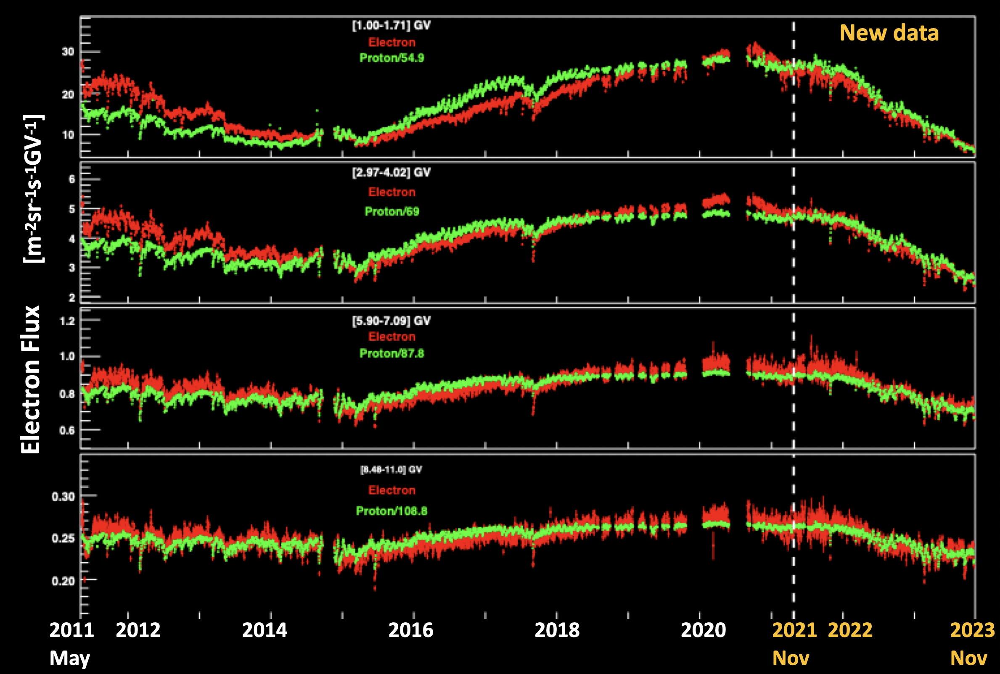 [1.00-1.71] GV
Electron
Proton/54.9
New data
30
20
10
[2.97-4.02] GV
Electron
Proton/69
6
5
4
3
2
[5.90-7.09] GV
Electron
Proton/87.8
1.2
1.0
0.8
0.6
[8.48-11.0] GV
Electron
Proton/108.8
0.30
0.25
0.20
Electron Flux [m-2sr-1s-1GV-1]
2011 2012 2014 2016 2018 2020 2021 2022 2023
May Nov Nov